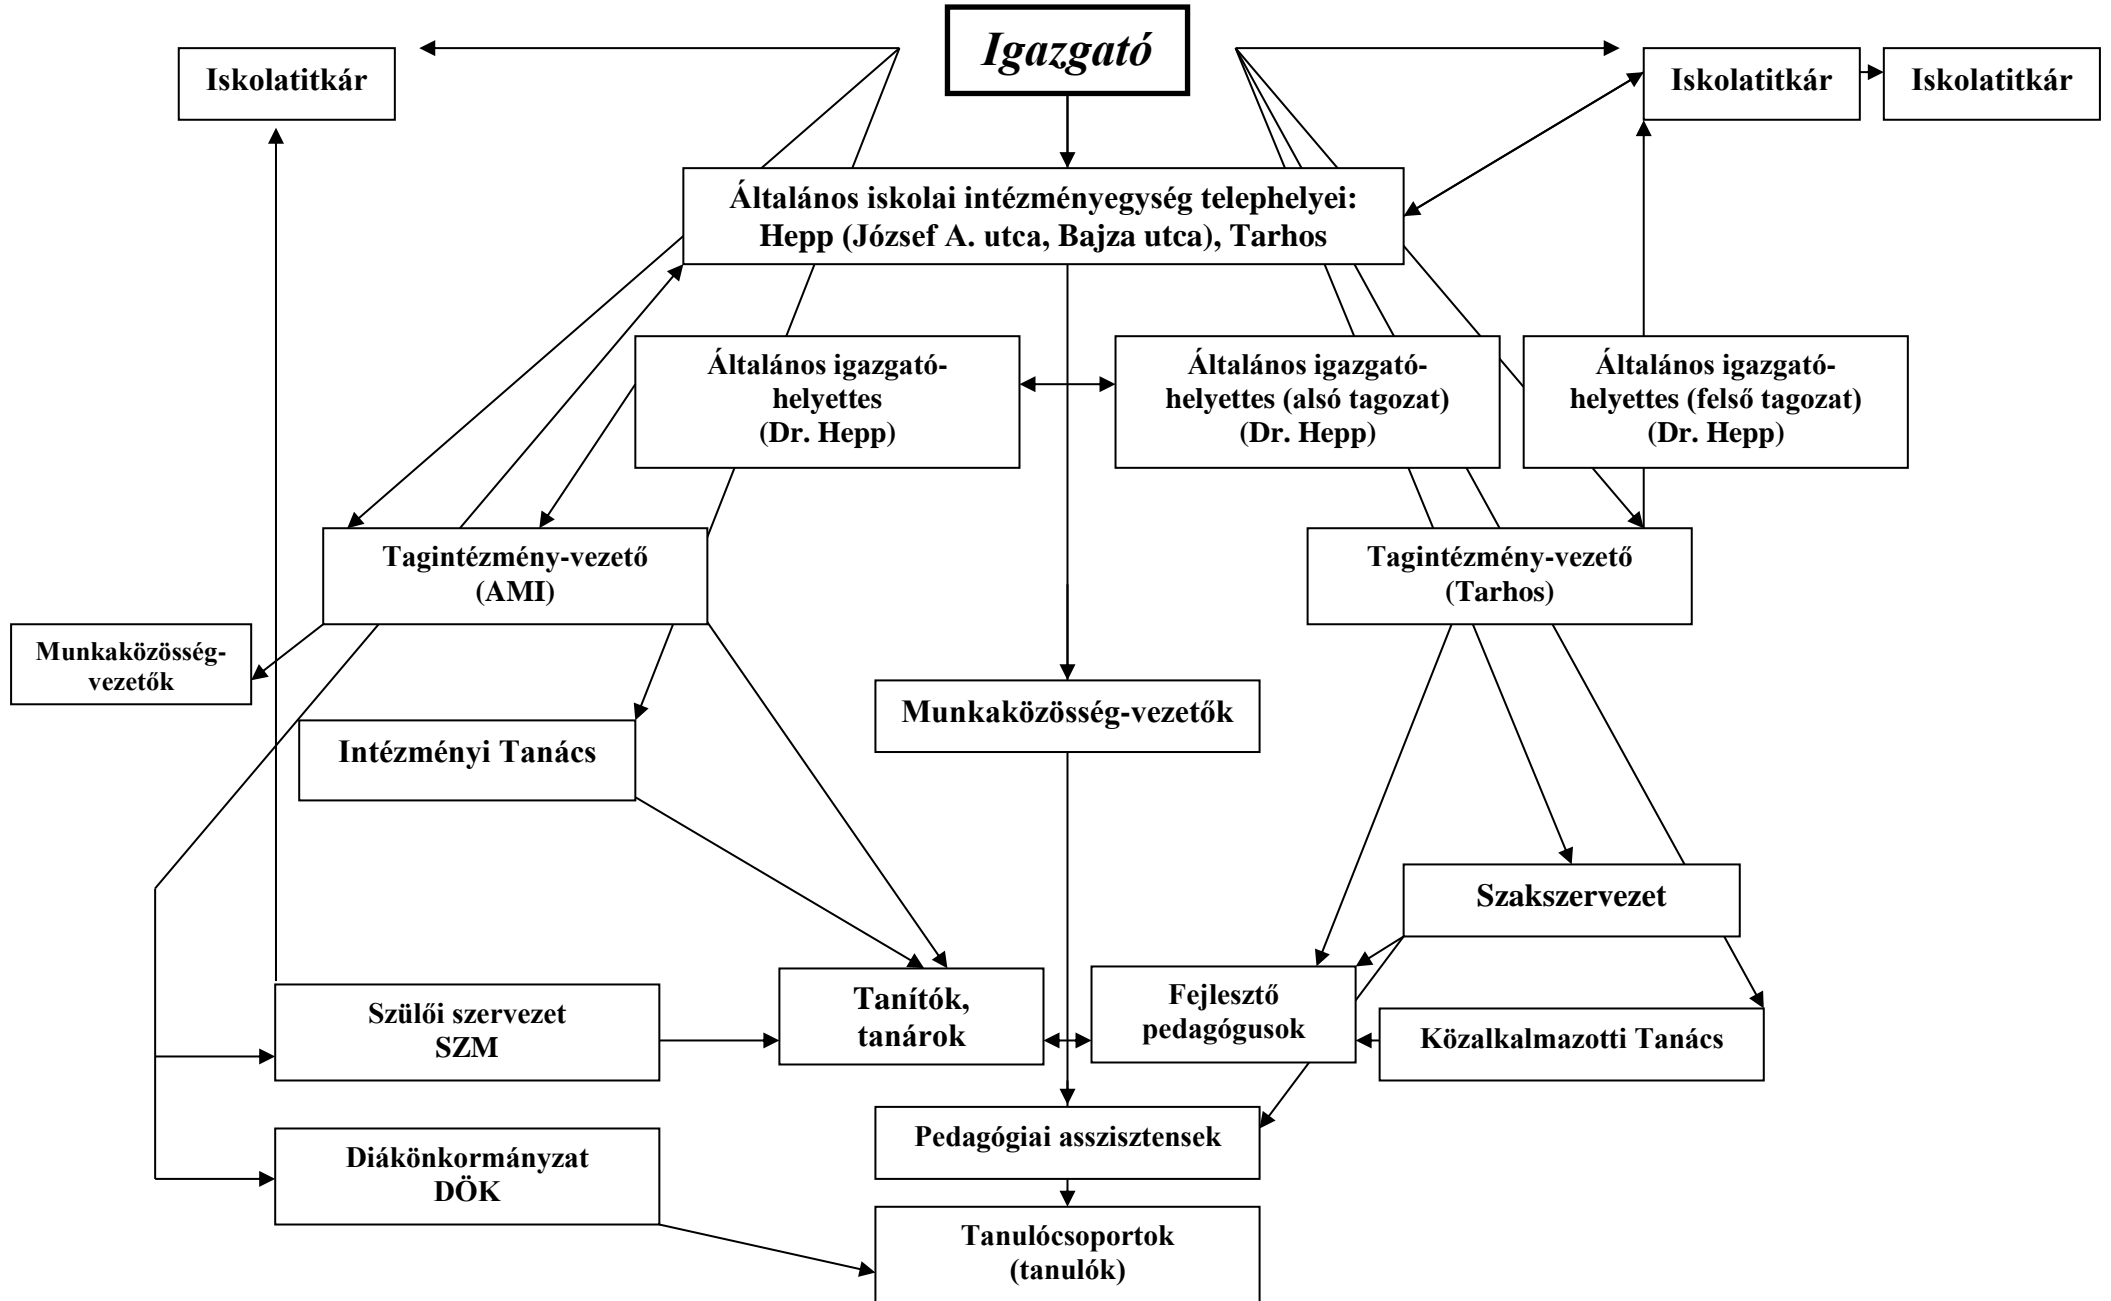 Igazgató
Iskolatitkár
Iskolatitkár
Iskolatitkár
Általános iskolai intézményegység telephelyei:
Hepp (József A. utca, Bajza utca), Tarhos
Általános igazgató-
helyettes
(Dr. Hepp)
Általános igazgató-
helyettes (alsó tagozat)
(Dr. Hepp)
Általános igazgató-
helyettes (felső tagozat)
(Dr. Hepp)
Tagintézmény-vezető
(AMI)
Tagintézmény-vezető
(Tarhos)
Munkaközösség-
vezetők
Munkaközösség-vezetők
Intézményi Tanács
Szakszervezet
Tanítók,
tanárok
Fejlesztő
pedagógusok
Szülői szervezet
SZM
Közalkalmazotti Tanács
Pedagógiai asszisztensek
Diákönkormányzat
DÖK
Tanulócsoportok
(tanulók)